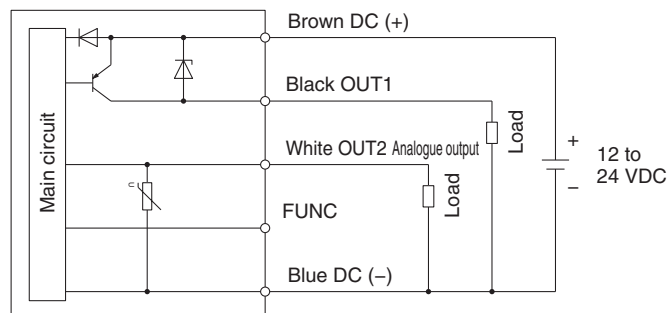 Brown DC (+)
Black OUT1
White OUT2 Analogue output
FUNC
Blue DC (−)
Main circuit
Load
Load
+
−
12 to
24 VDC
U